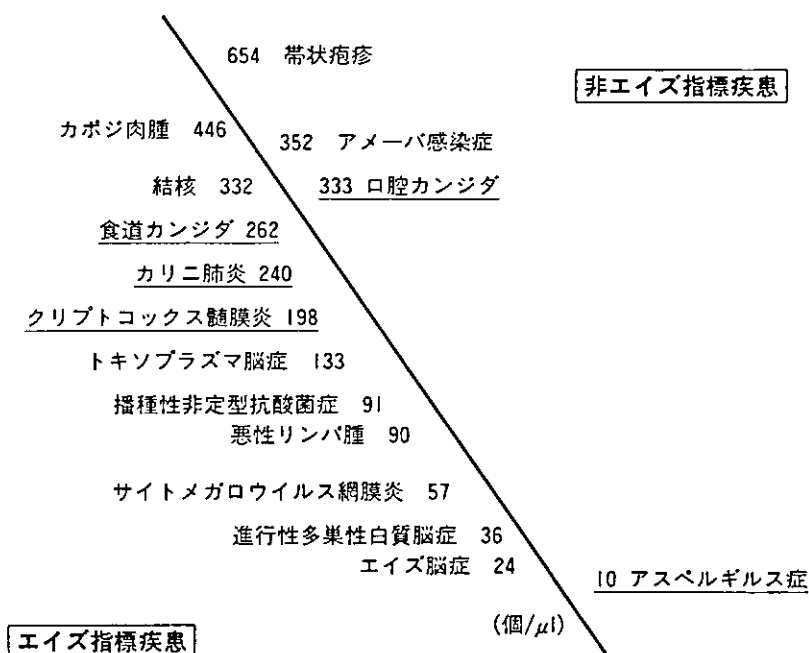 654 帯状疱疹
非エイズ指標疾患
カポジ肉腫 446
352 アメーバ感染症
結核 332
333 口腔カンジダ
食道カンジダ 262
カリニ肺炎 240
クリプトコックス髄膜炎 198
トキソプラズマ脳症 133
播種性非定型抗酸菌症 91
悪性リンパ腫 90
サイトメガロウイルス網膜炎 57
進行性多巣性白質脳症 36
エイズ脳症 24
10 アスペルギルス症
(個/μl)
エイズ指標疾患